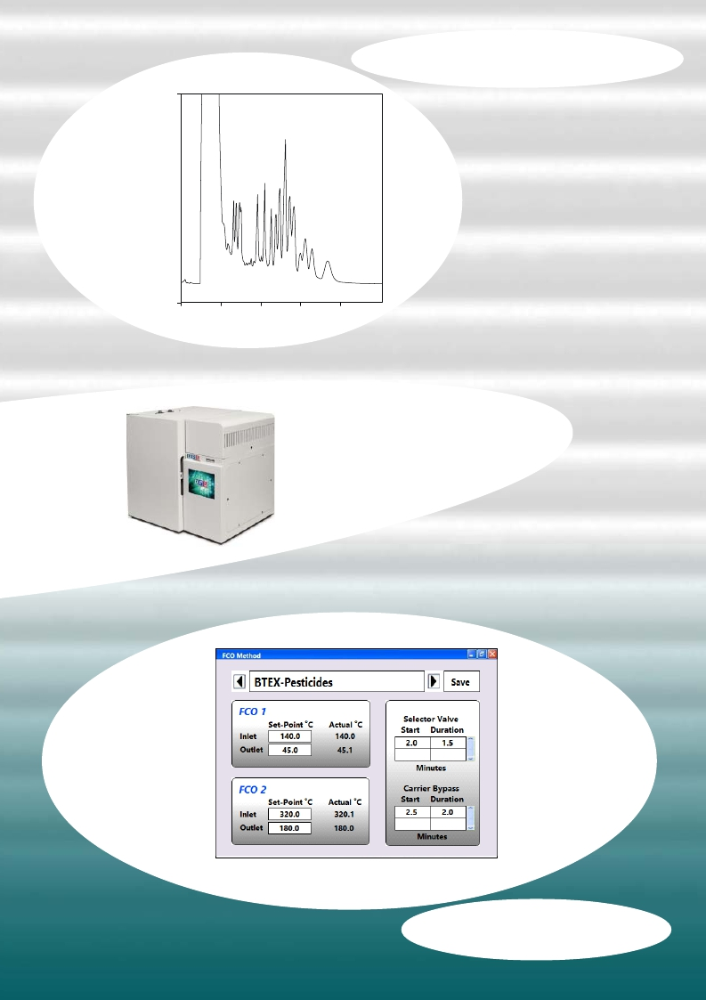 FCO Method
BTEX-Pesticides
Save
FCO 1
Set-Point °C Actual °C
Inlet 140.0 140.0
Outlet 45.0 45.1
FCO 2
Set-Point °C Actual °C
Inlet 320.0 320.1
Outlet 180.0 180.0
Selector Valve
Start Duration
2.0 1.5
Minutes
Carrier Bypass
Start Duration
2.5 2.0
Minutes